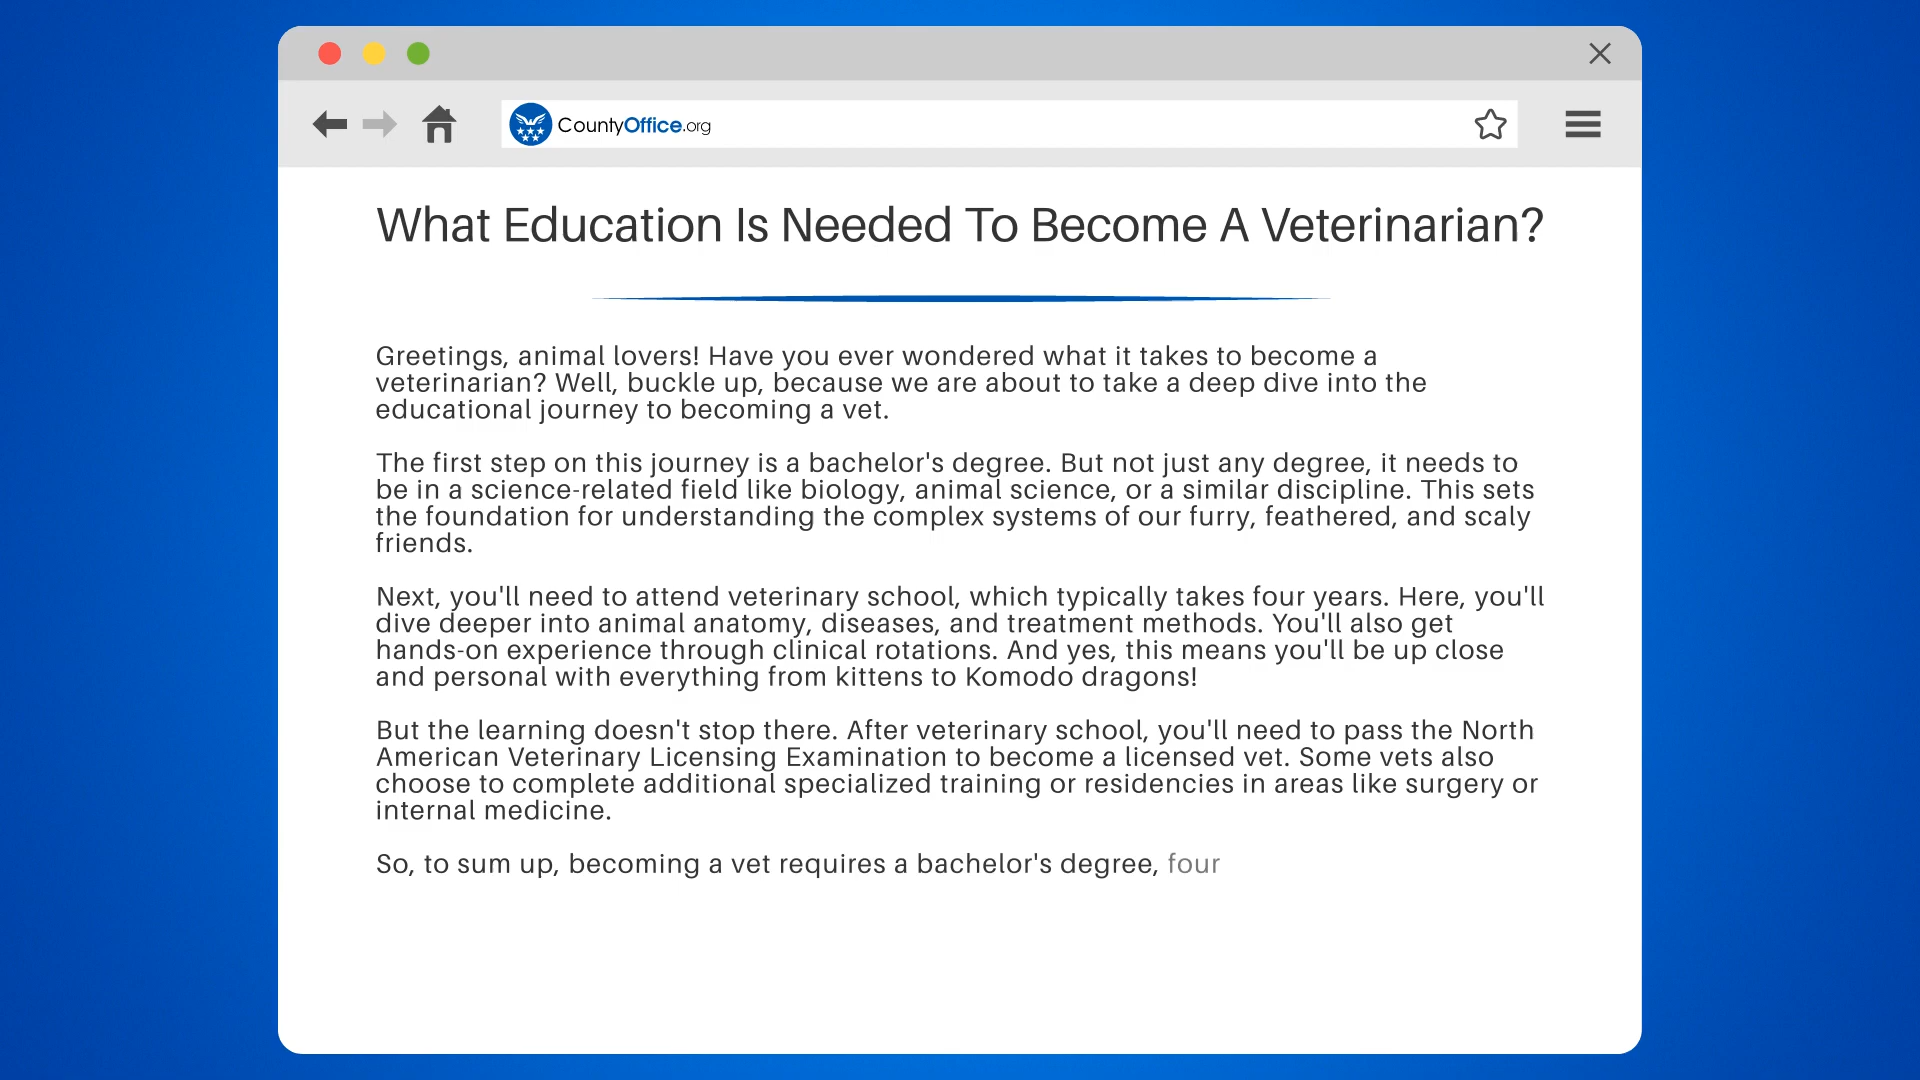 CountyOffice.org
What Education Is Needed To Become A Veterinarian?
Greetings, animal lovers! Have you ever wondered what it takes to become a
veterinarian? Well, buckle up, because we are about to take a deep dive into the
educational journey to becoming a vet.
The first step on this journey is a bachelor's degree. But not just any degree, it needs to
be in a science-related field like biology, animal science, or a similar discipline. This sets
the foundation for understanding the complex systems of our furry, feathered, and scaly
friends.
Next, you'll need to attend veterinary school, which typically takes four years. Here, you'll
dive deeper into animal anatomy, diseases, and treatment methods. You'll also get
hands-on experience through clinical rotations. And yes, this means you'll be up close
and personal with everything from kittens to Komodo dragons!
But the learning doesn't stop there. After veterinary school, you'll need to pass the North
American Veterinary Licensing Examination to become a licensed vet. Some vets also
choose to complete additional specialized training or residencies in areas like surgery or
internal medicine.
So, to sum up, becoming a vet requires a bachelor's degree, four